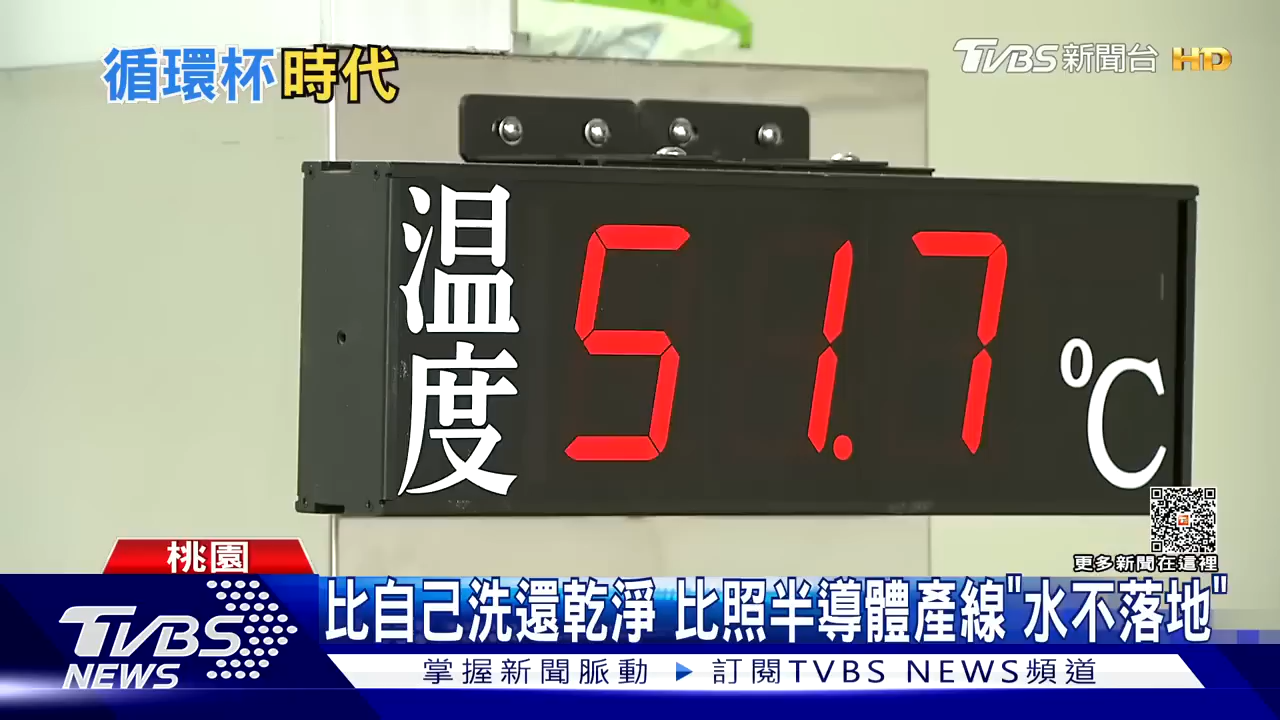 循環杯時代
TVBS新聞台 HD
温度
51.7
℃
更多新聞在這裡
桃園
比自己洗還乾淨 比照半導體產線"水不落地"
TVBS
NEWS
掌握新聞脈動 ▶ 訂閱TVBS NEWS頻道